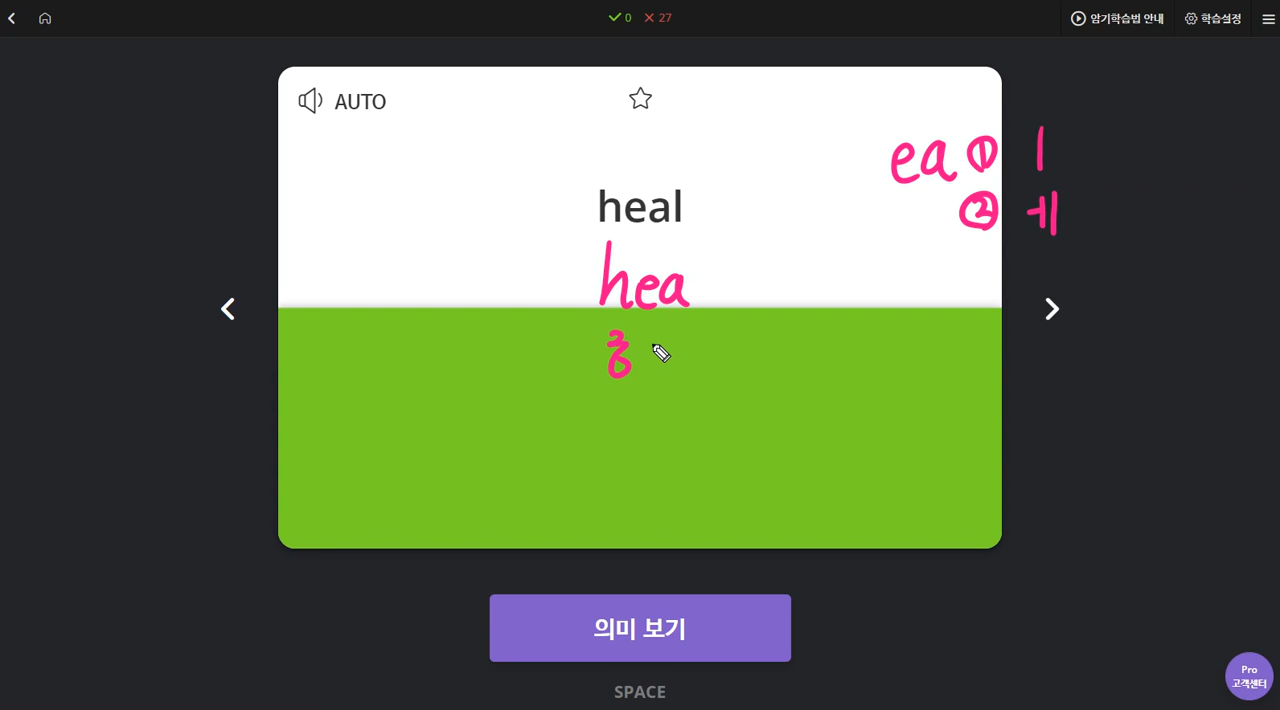 0 27 암기학습법 안내 학습설정
AUTO
ea ① ㅣ
② ㅔ
heal
hea
ㅎ
의미 보기
SPACE
Pro
고객센터